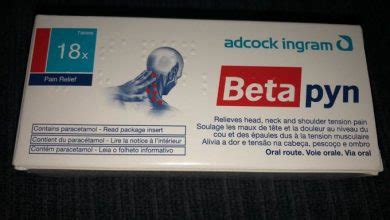 Tablets
18x
Pain Relief
adcock ingram
Betapyn
Relieves head, neck and shoulder tension pain
Soulage les maux de tête et la douleur au niveau du
cou et des épaules dus à la tension musculaire
Alivia a dor e tensão na cabeça, pescoço e ombro
Oral route. Voie orale. Via oral
Contains paracetamol - Read package insert
Contient du paracétamol - Lire la notice à l'intérieur
Contém paracetamol - Leia o folheto informativo